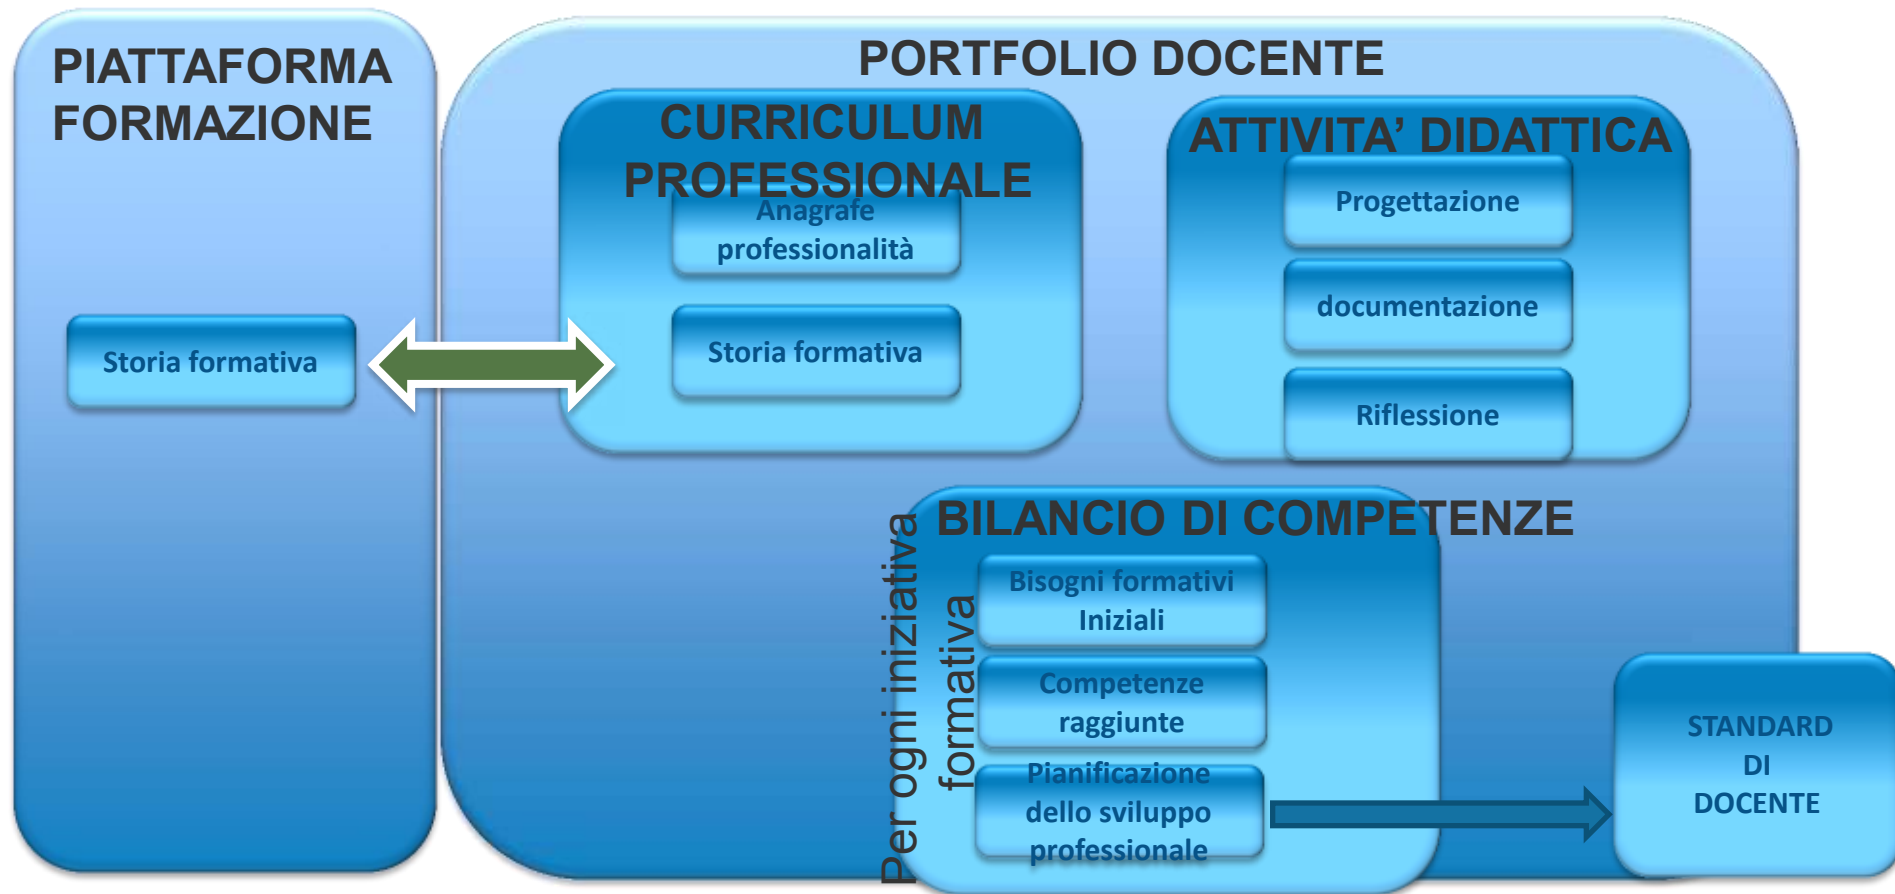 PIATTAFORMA
FORMAZIONE
Storia formativa
PORTFOLIO DOCENTE
CURRICULUM
PROFESSIONALE
Anagrafe
professionalità
Storia formativa
ATTIVITA’ DIDATTICA
Progettazione
documentazione
Riflessione
BILANCIO DI COMPETENZE
Per ogni iniziativa
formativa
Bisogni formativi
Iniziali
Competenze
raggiunte
Pianificazione
dello sviluppo
professionale
STANDARD
DI
DOCENTE